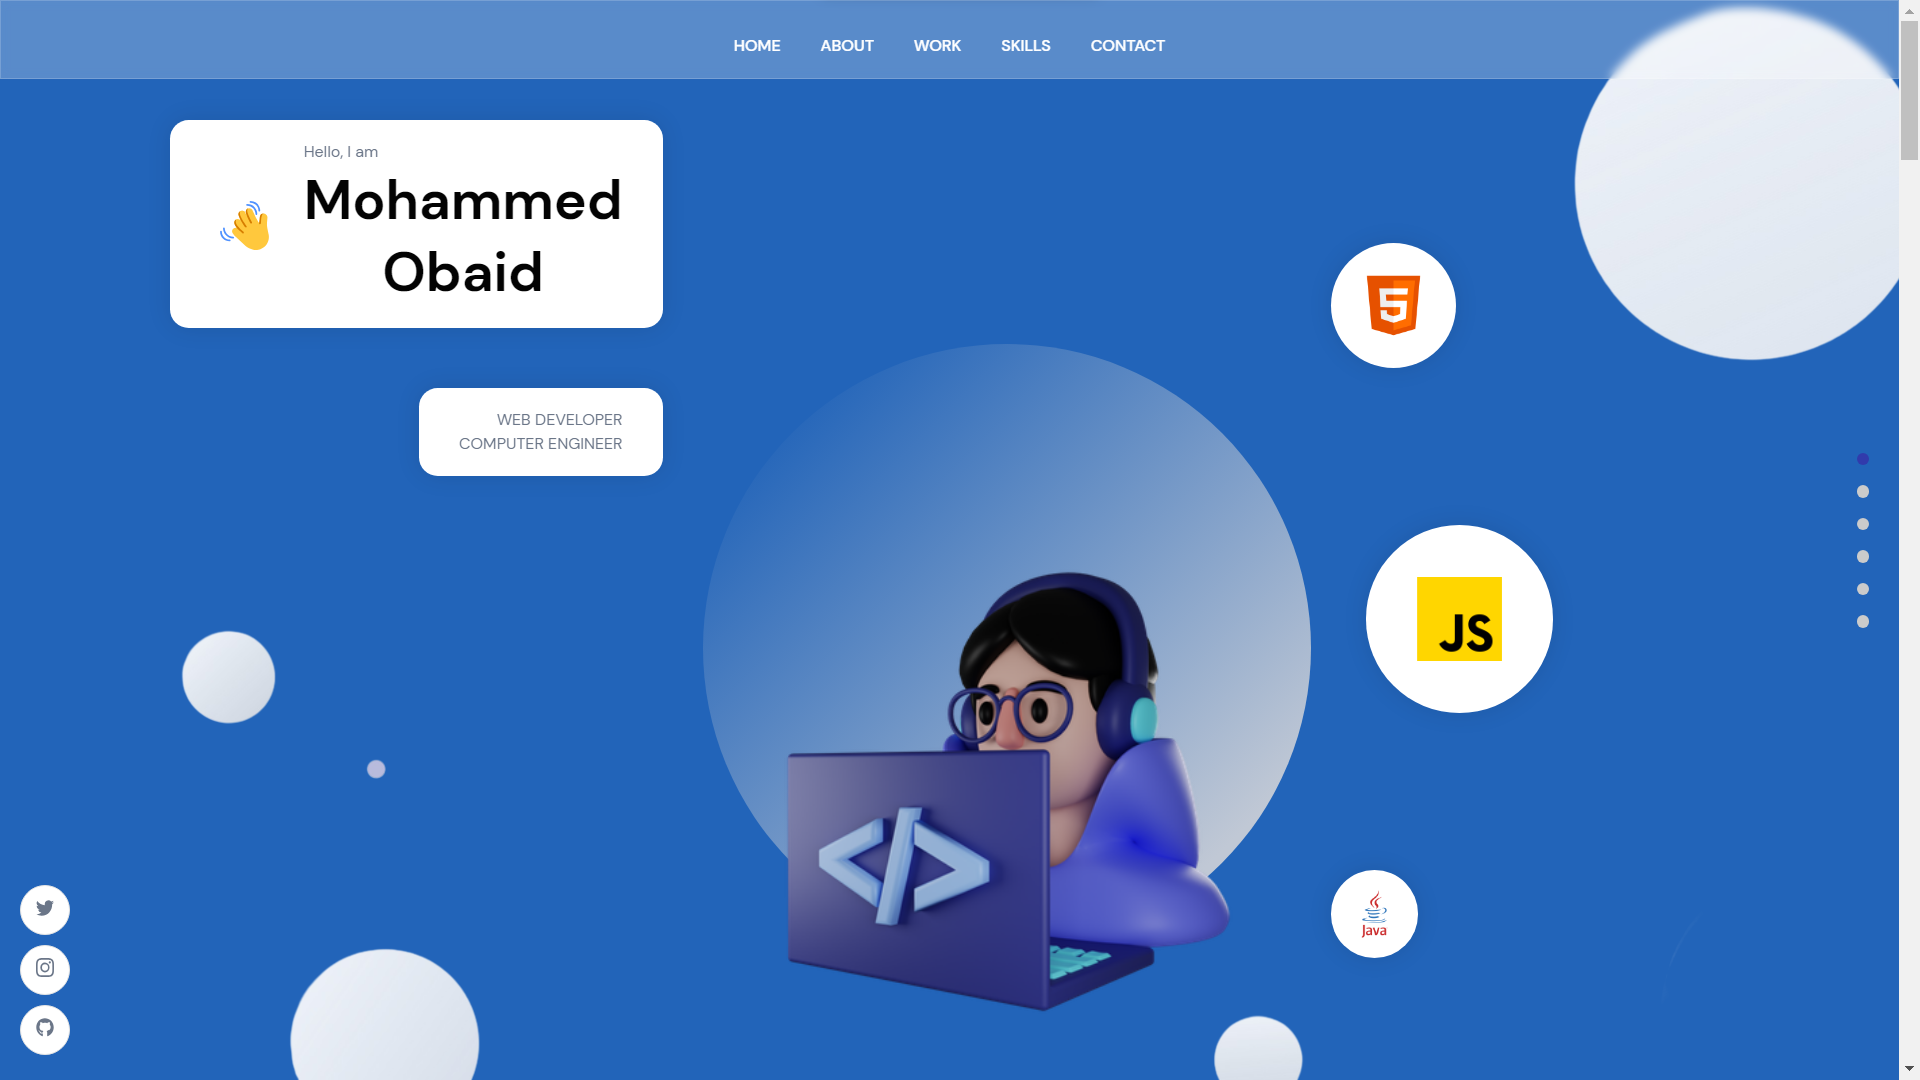 HOME ABOUT WORK SKILLS CONTACT
Hello, I am
Mohammed
Obaid
WEB DEVELOPER
COMPUTER ENGINEER
5
JS
Java
</>